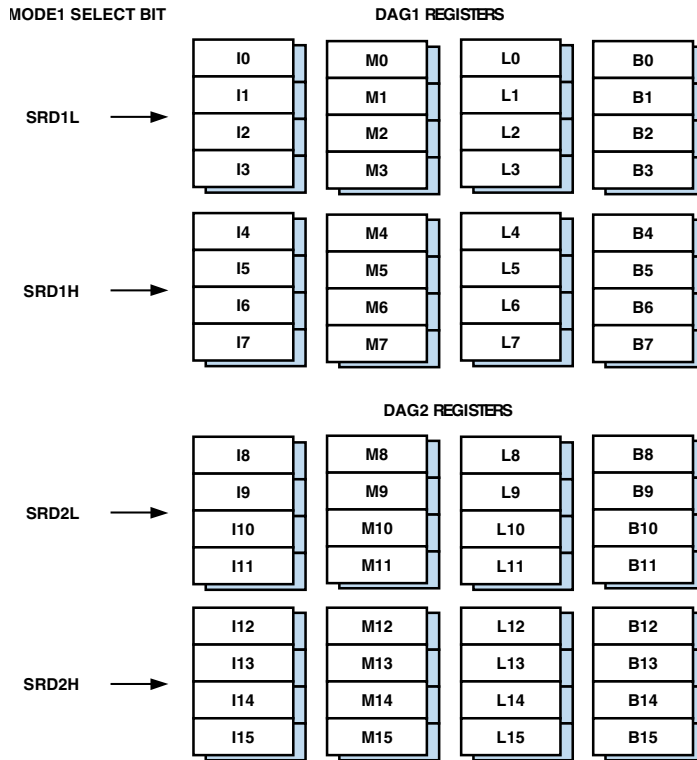 MODE1 SELECT BIT DAG1 REGISTERS
I0 M0 L0 B0
I1 M1 L1 B1
SRD1L
I2 M2 L2 B2
I3 M3 L3 B3
I4 M4 L4 B4
I5 M5 L5 B5
SRD1H
I6 M6 L6 B6
I7 M7 L7 B7
DAG2 REGISTERS
I8 M8 L8 B8
I9 M9 L9 B9
SRD2L
I10 M10 L10 B10
I11 M11 L11 B11
I12 M12 L12 B12
I13 M13 L13 B13
SRD2H
I14 M14 L14 B14
I15 M15 L15 B15